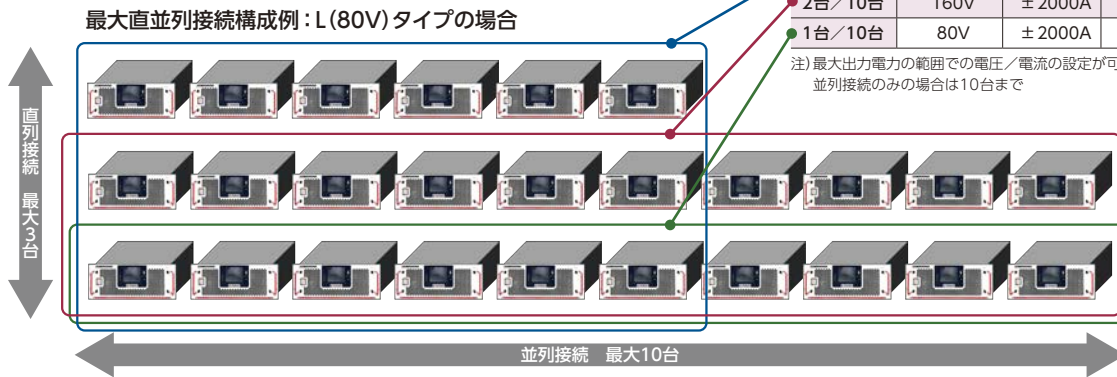 最大直並列接続構成例：L（80V）タイプの場合
2台／10台 160V ±2000A
1台／10台 80V ±2000A
注）最大出力電力の範囲での電圧／電流の設定が可
並列接続のみの場合は10台まで
直列接続 最大3台
並列接続 最大10台